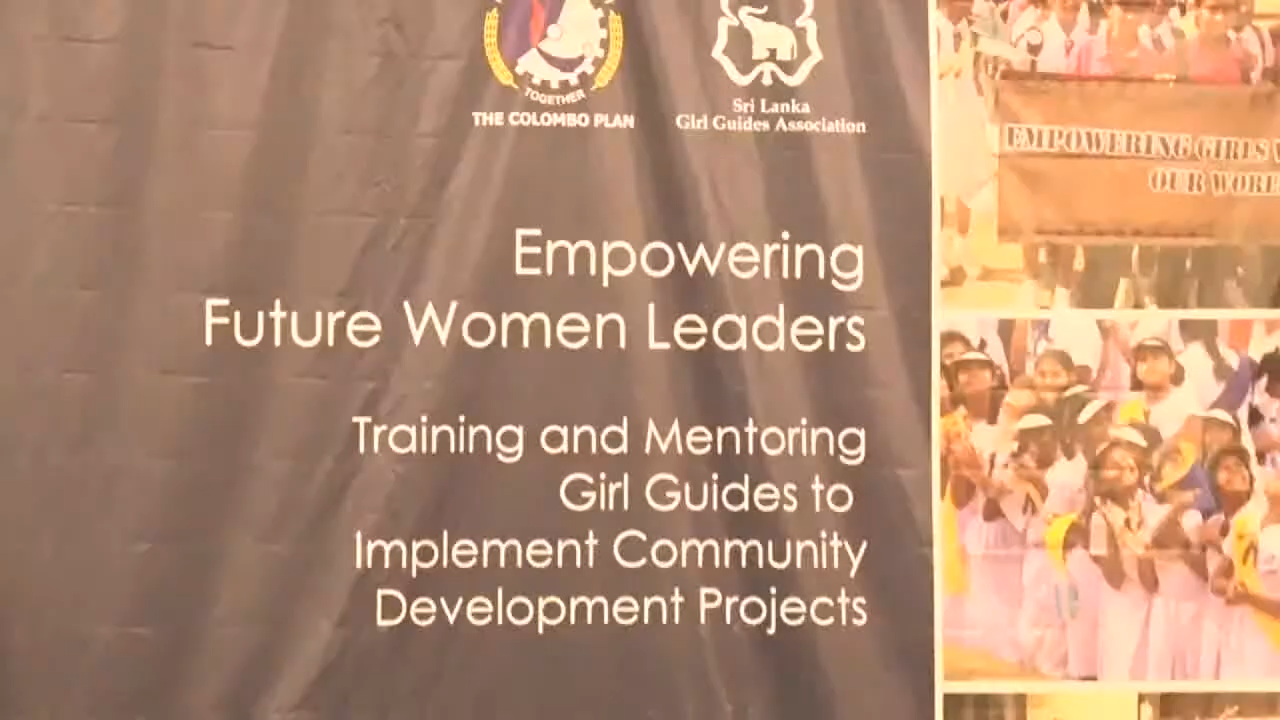 TOGETHER
THE COLOMBO PLAN
Sri Lanka
Girl Guides Association
Empowering
Future Women Leaders
Training and Mentoring
Girl Guides to
Implement Community
Development Projects
EMPOWERING GIRLS
OUR